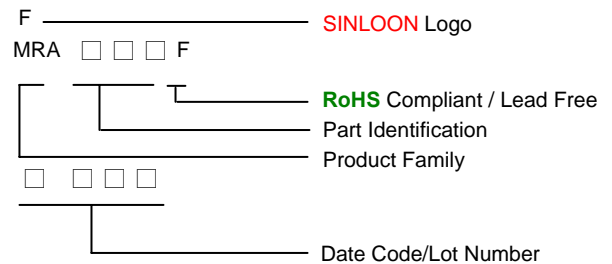 F SINLOON Logo
MRA □ □ □ F
RoHS Compliant / Lead Free
Part Identification
Product Family
□ □ □ □
Date Code/Lot Number